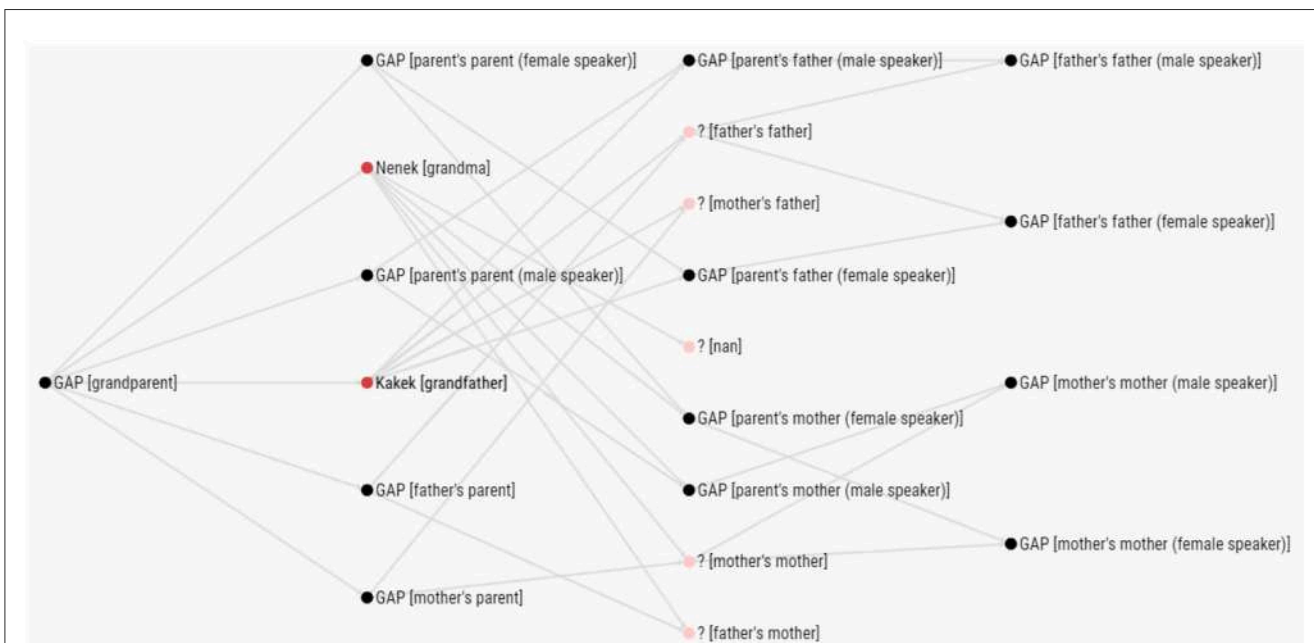 GAP [grandparent]
GAP [parent's parent (female speaker)]
Nenek [grandma]
GAP [parent's parent (male speaker)]
Kakek [grandfather]
GAP [father's parent]
GAP [mother's parent]
GAP [parent's father (male speaker)]
? [father's father]
? [mother's father]
GAP [parent's father (female speaker)]
? [nan]
GAP [parent's mother (female speaker)]
GAP [parent's mother (male speaker)]
? [mother's mother]
? [father's mother]
GAP [father's father (male speaker)]
GAP [father's father (female speaker)]
GAP [mother's mother (male speaker)]
GAP [mother's mother (female speaker)]